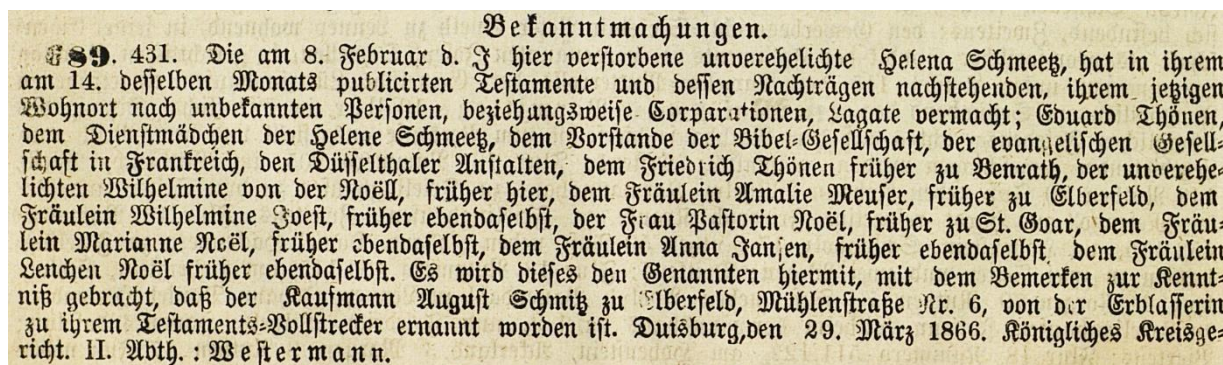 Bekanntmachungen.
689. 431. Die am 8. Februar d. J hier verstorbene unverehelichte Helena Schmeetz, hat in ihrem
am 14. desselben Monats publicirten Testamente und dessen Nachträgen nachstehenden, ihrem jetzigen
Wohnort nach unbekannten Personen, beziehungsweise Corparationen, Lagate vermacht; Eduard Thönen,
dem Dienstmädchen der Helene Schmeetz, dem Vorstande der Bibel-Gesellschaft, der evangelischen Gesell-
schaft in Frankreich, den Düsselthaler Anstalten, dem Friedrich Thönen früher zu Benrath, der unverehe-
lichten Wilhelmine von der Noëll, früher hier, dem Fräulein Amalie Meuser, früher zu Elberfeld, dem
Fräulein Wilhelmine Joest, früher ebendaselbst, der Frau Pastorin Noël, früher zu St. Goar, dem Fräu-
lein Marianne Noël, früher ebendaselbst, dem Fräulein Anna Jansen, früher ebendaselbst dem Fräulein
Lenchen Noël früher ebendaselbst. Es wird dieses den Genannten hiermit, mit dem Bemerken zur Kennt-
niß gebracht, daß der Kaufmann August Schmitz zu Elberfeld, Mühlenstraße Nr. 6, von der Erblasserin
zu ihrem Testaments-Vollstrecker ernannt worden ist. Duisburg,den 29. März 1866. Königliches Kreisge-
richt. II. Abth.: Westermann.